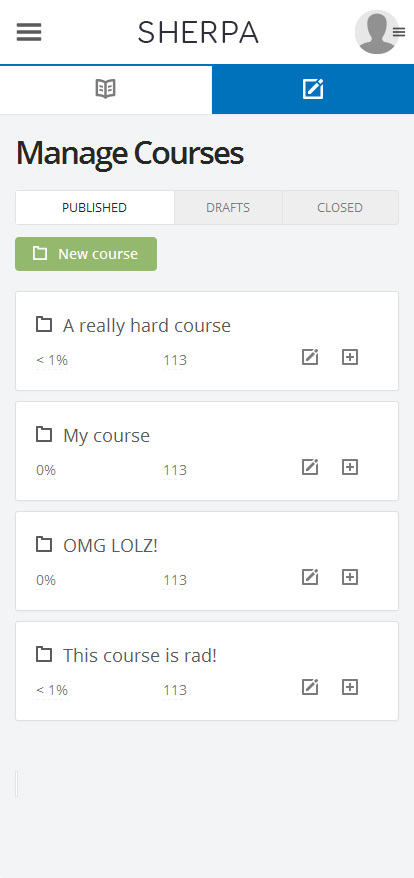 SHERPA
Manage Courses
PUBLISHED DRAFTS CLOSED
New course
A really hard course
< 1% 113
My course
0% 113
OMG LOLZ!
0% 113
This course is rad!
< 1% 113